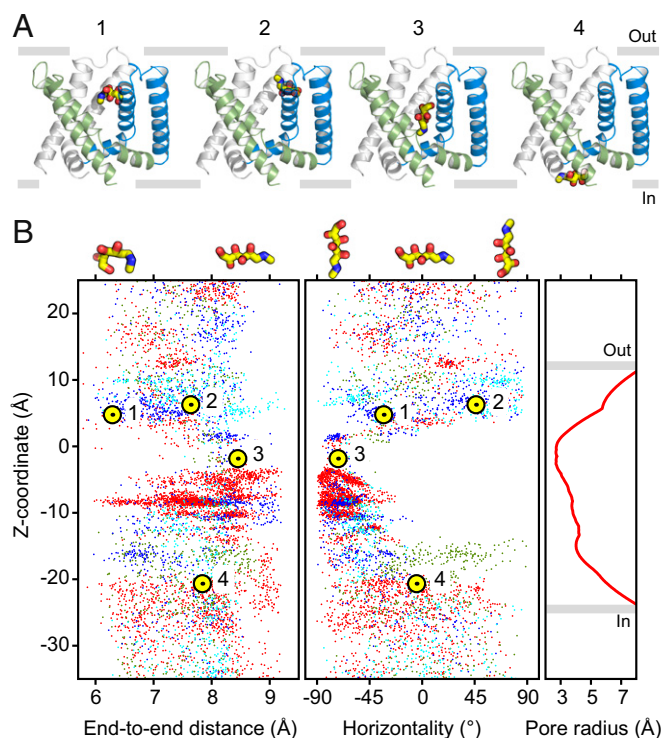 A
1 2 3 4
Out
In
B
20
10
0
-10
-20
-30
Z-coordinate (Å)
1
2
3
4
1
2
3
4
Out
In
6 7 8 9
-90 -45 0 45 90
3 5 7
End-to-end distance (Å)
Horizontality (°)
Pore radius (Å)